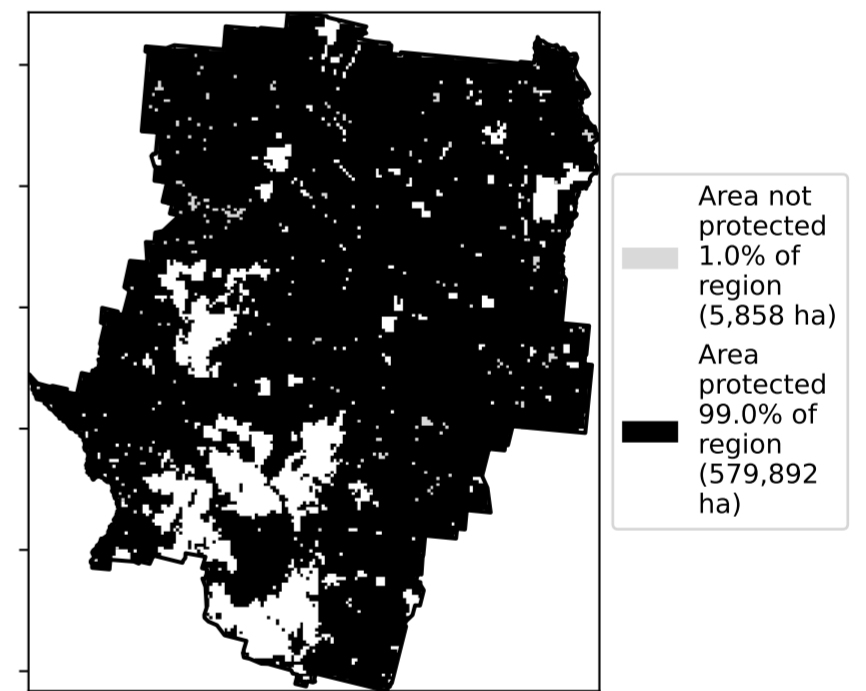 Area not
protected
1.0% of
region
(5,858 ha)
Area
protected
99.0% of
region
(579,892
ha)